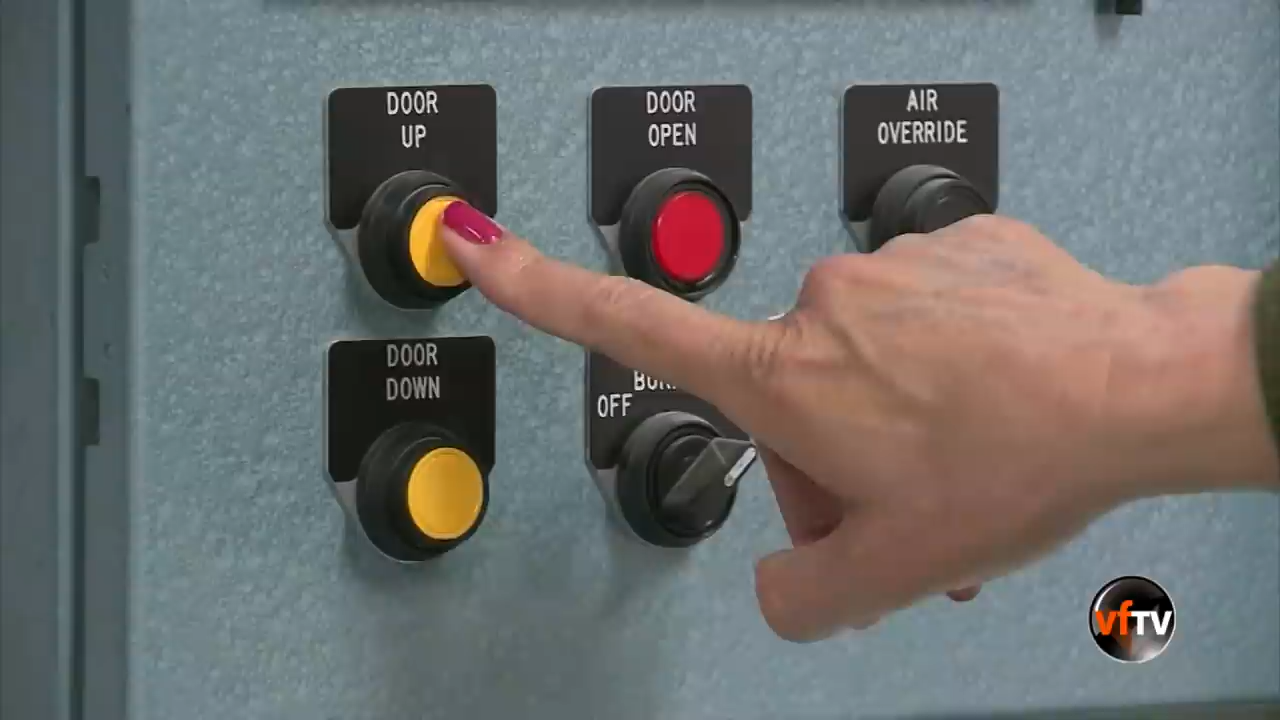 DOOR
UP
DOOR
OPEN
AIR
OVERRIDE
DOOR
DOWN
OFF
vfTV